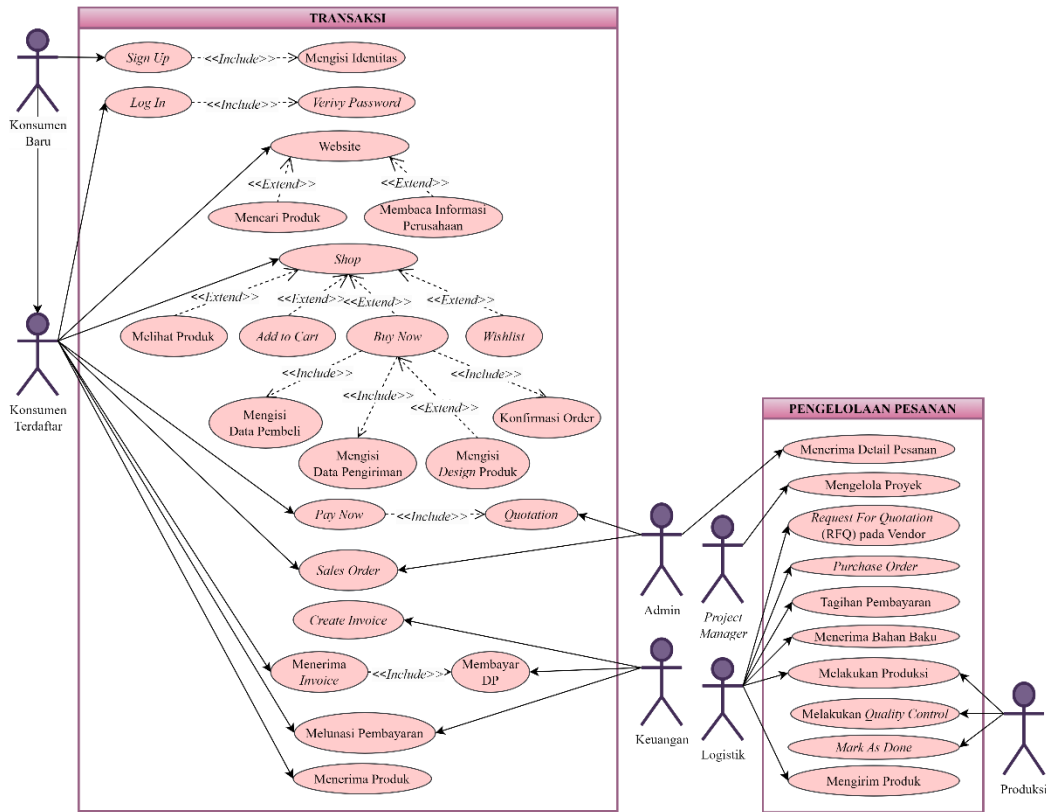 TRANSAKSI
Sign Up
<<Include>>
Mengisi Identitas
Konsumen
Baru
Log In
<<Include>>
Verivy Password
Website
<<Extend>>
<<Extend>>
Mencari Produk
Membaca Informasi
Perusahaan
Shop
<<Extend>>
<<Extend>>
<<Extend>>
<<Extend>>
Melihat Produk
Add to Cart
Buy Now
Wishlist
Konsumen
Terdaftar
<<Include>>
<<Include>>
<<Extend>>
<<Include>>
Mengisi
Data Pembeli
Mengisi
Data Pengiriman
Mengisi
Design Produk
Konfirmasi Order
Pay Now
<<Include>>
Quotation
Sales Order
Create Invoice
Menerima
Invoice
<<Include>>
Membayar
DP
Melunasi Pembayaran
Menerima Produk
Admin
Keuangan
Project
Manager
Logistik
PENGELOLAAN PESANAN
Menerima Detail Pesanan
Mengelola Proyek
Request For Quotation
(RFQ) pada Vendor
Purchase Order
Tagihan Pembayaran
Menerima Bahan Baku
Melakukan Produksi
Melakukan Quality Control
Mark As Done
Mengirim Produk
Produksi